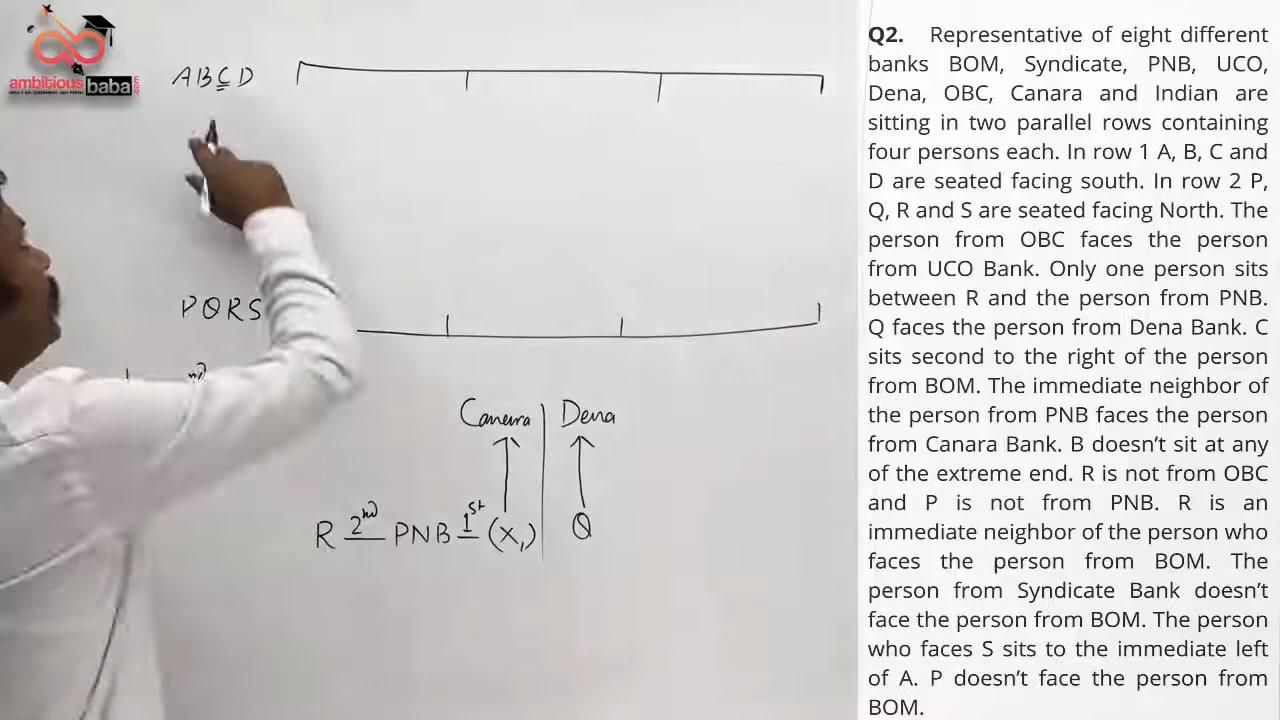 ambitiousbaba.com
A B C D
P Q R S
nd
Canara | Dena
R 2nd PNB 1st (X,) Q
Q2. Representative of eight different
banks BOM, Syndicate, PNB, UCO,
Dena, OBC, Canara and Indian are
sitting in two parallel rows containing
four persons each. In row 1 A, B, C and
D are seated facing south. In row 2 P,
Q, R and S are seated facing North. The
person from OBC faces the person
from UCO Bank. Only one person sits
between R and the person from PNB.
Q faces the person from Dena Bank. C
sits second to the right of the person
from BOM. The immediate neighbor of
the person from PNB faces the person
from Canara Bank. B doesn’t sit at any
of the extreme end. R is not from OBC
and P is not from PNB. R is an
immediate neighbor of the person who
faces the person from BOM. The
person from Syndicate Bank doesn’t
face the person from BOM. The person
who faces S sits to the immediate left
of A. P doesn’t face the person from
BOM.